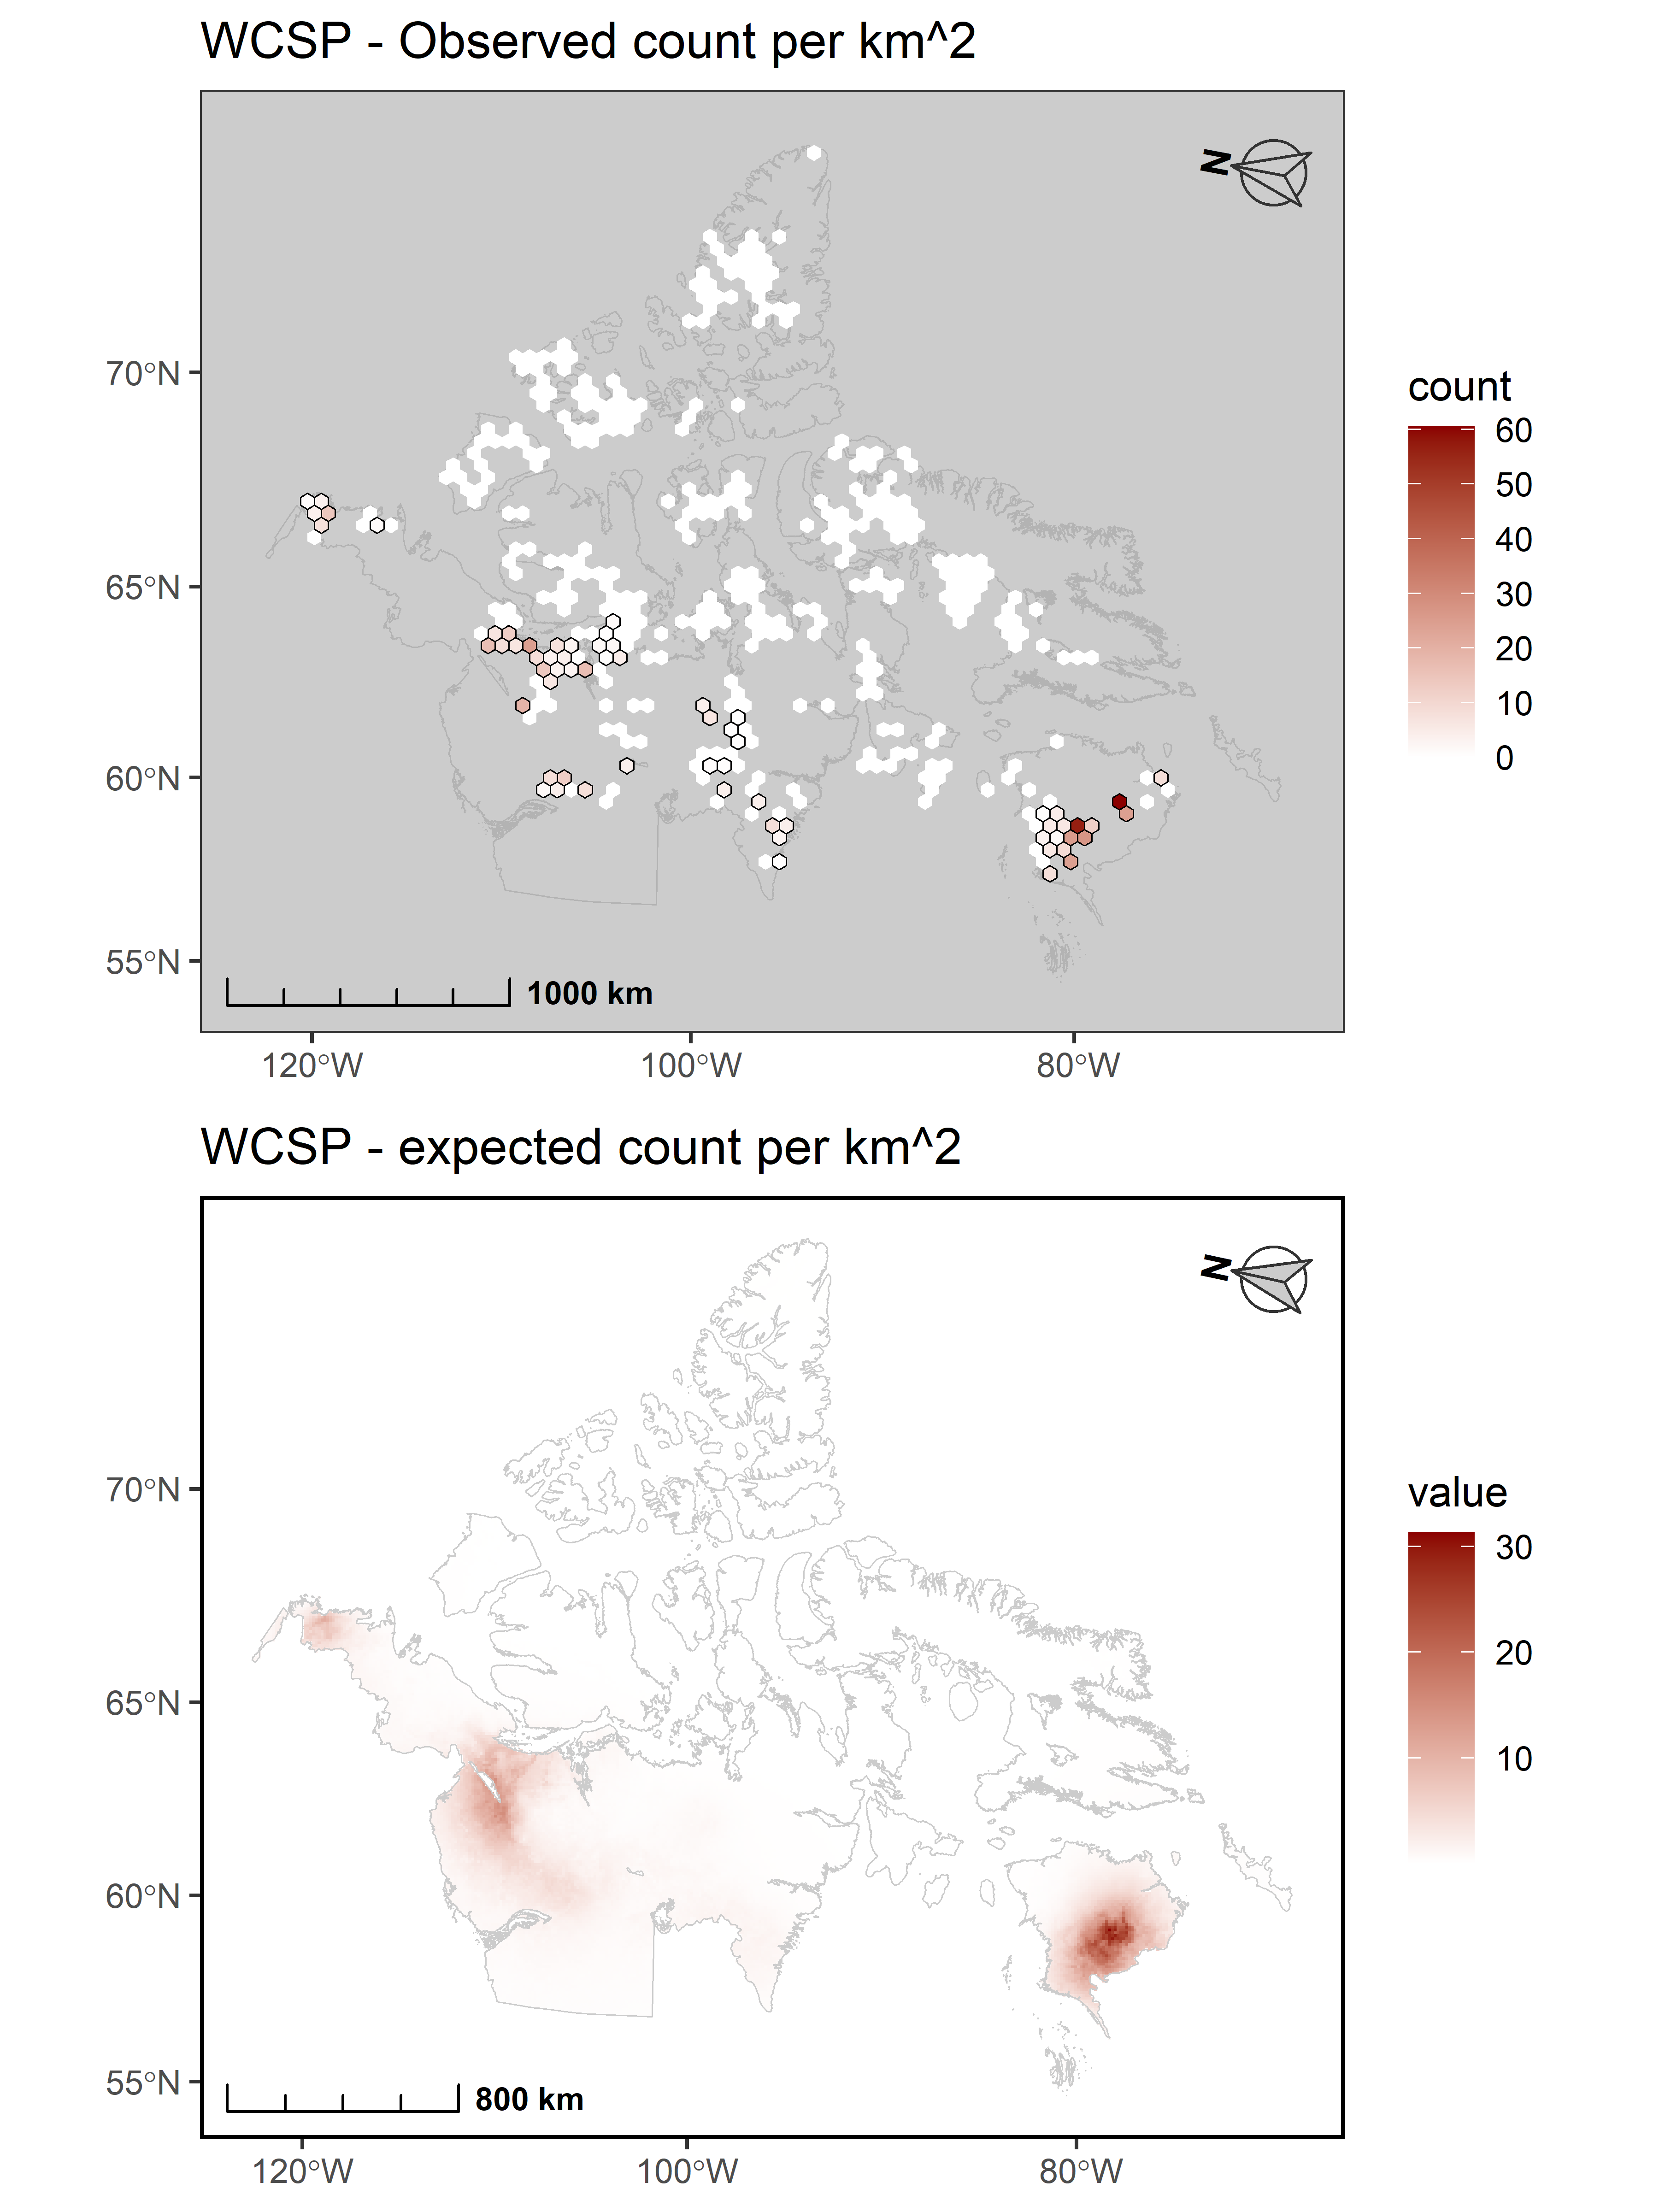 WCSP - Observed count per km^2
N
70°N
65°N
60°N
55°N
1000 km
120°W
100°W
80°W
count
60
50
40
30
20
10
0
WCSP - expected count per km^2
N
70°N
65°N
60°N
55°N
800 km
120°W
100°W
80°W
value
30
20
10